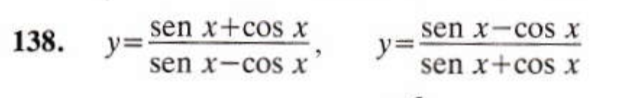 138. y= sen x+cos x / sen x−cos x , y= sen x−cos x / sen x+cos x